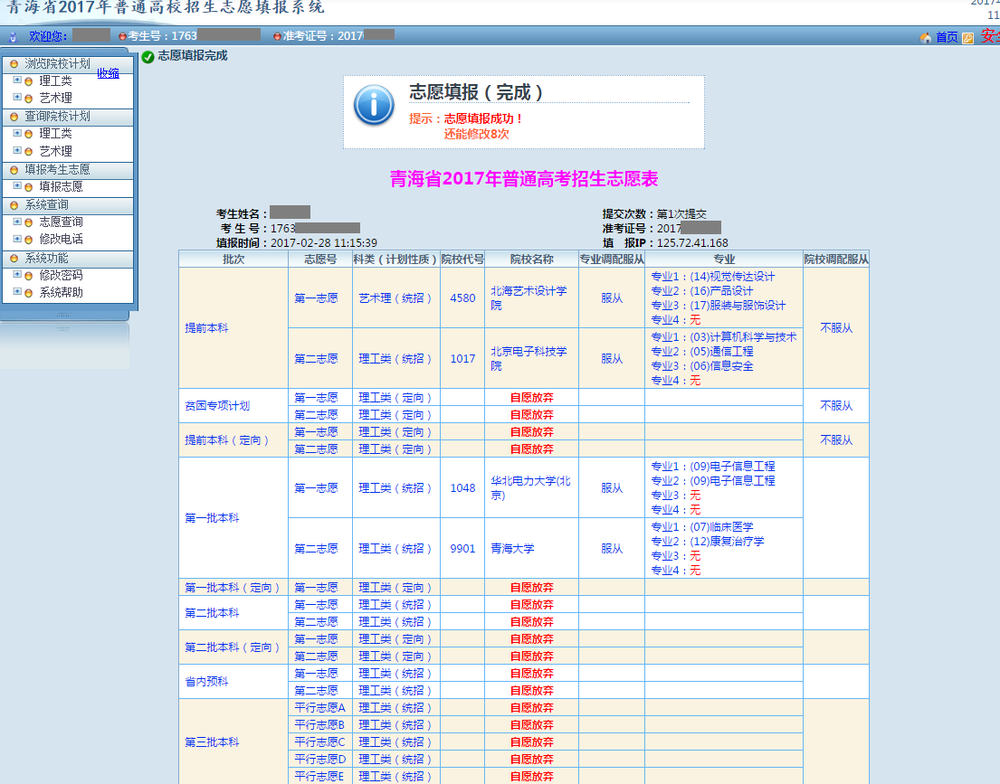 青海省2017年普通高校招生志愿填报系统
2017
11
欢迎您:
考生号：1763
准考证号：2017
首页
安全
浏览院校计划
收缩
理工类
艺术理
查询院校计划
理工类
艺术理
填报考生志愿
填报志愿
系统查询
志愿查询
修改电话
系统功能
修改密码
系统帮助
志愿填报完成
志愿填报（完成）
提示：志愿填报成功！
还能修改8次
青海省2017年普通高考招生志愿表
考生姓名：
提交次数：第1次提交
考 生 号：1763
准考证号：2017
填报时间：2017-02-28 11:15:39
填 报IP：125.72.41.168
批次 志愿号 科类（计划性质） 院校代号 院校名称 专业调配服从 专业 院校调配服从
提前本科
第一志愿 艺术理（统招） 4580 北海艺术设计学院 服从
专业1：(14)视觉传达设计
专业2：(16)产品设计
专业3：(17)服装与服饰设计
专业4：无
不服从
第二志愿 理工类（统招） 1017 北京电子科技学院 服从
专业1：(03)计算机科学与技术
专业2：(05)通信工程
专业3：(06)信息安全
专业4：无
贫困专项计划
第一志愿 理工类（定向） 自愿放弃
不服从
第二志愿 理工类（定向） 自愿放弃
提前本科（定向）
第一志愿 理工类（统招） 自愿放弃
不服从
第二志愿 理工类（统招） 自愿放弃
第一批本科
第一志愿 理工类（统招） 1048 华北电力大学(北京) 服从
专业1：(09)电子信息工程
专业2：(09)电子信息工程
专业3：无
专业4：无
第二志愿 理工类（统招） 9901 青海大学 服从
专业1：(07)临床医学
专业2：(12)康复治疗学
专业3：无
专业4：无
第一批本科（定向） 第一志愿 理工类（定向） 自愿放弃
第二批本科
第一志愿 理工类（统招） 自愿放弃
第二志愿 理工类（统招） 自愿放弃
第二批本科（定向）
第一志愿 理工类（定向） 自愿放弃
第二志愿 理工类（定向） 自愿放弃
省内预科
第一志愿 理工类（统招） 自愿放弃
第二志愿 理工类（统招） 自愿放弃
第三批本科
平行志愿A 理工类（统招） 自愿放弃
平行志愿B 理工类（统招） 自愿放弃
平行志愿C 理工类（统招） 自愿放弃
平行志愿D 理工类（统招） 自愿放弃
平行志愿E 理工类（统招） 自愿放弃